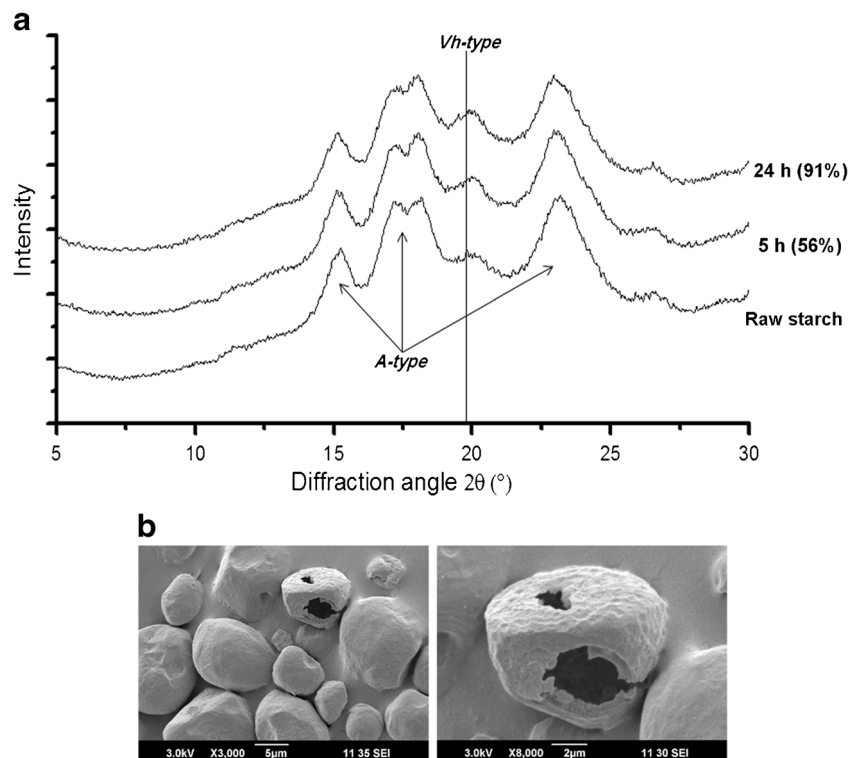 a
Vh-type
24 h (91%)
5 h (56%)
Raw starch
Intensity
A-type
5 10 15 20 25 30
Diffraction angle 2θ (°)
b
3.0kV X3,000 5μm 11 35 SEI
3.0kV X8,000 2μm 11 30 SEI